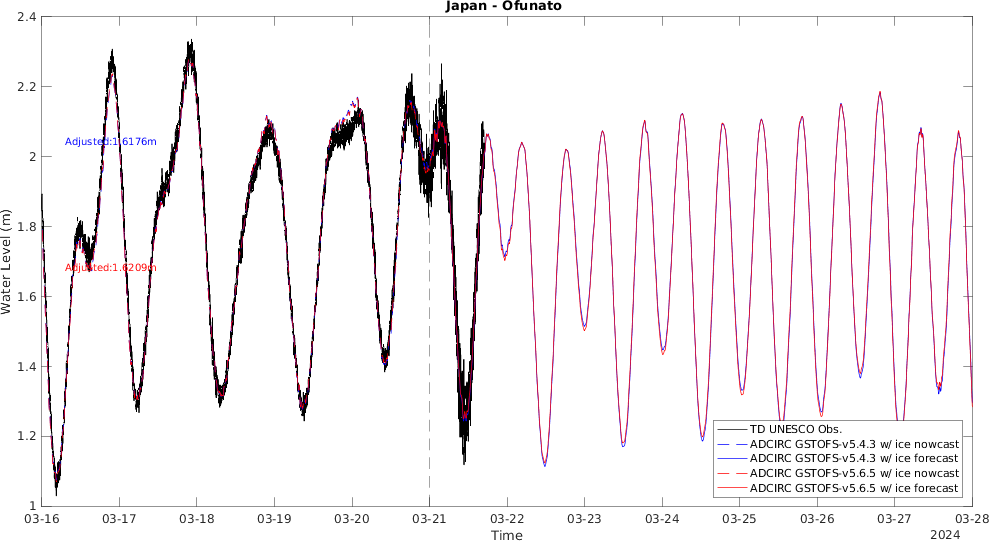 Japan - Ofunato
2.4
2.2
2
1.8
1.6
1.4
1.2
1
Water Level (m)
Adjusted:1.6176m
Adjusted:1.6209m
TD UNESCO Obs.
ADCIRC GSTOFS-v5.4.3 w/ ice nowcast
ADCIRC GSTOFS-v5.4.3 w/ ice forecast
ADCIRC GSTOFS-v5.6.5 w/ ice nowcast
ADCIRC GSTOFS-v5.6.5 w/ ice forecast
03-16 03-17 03-18 03-19 03-20 03-21 03-22 03-23 03-24 03-25 03-26 03-27 03-28
Time
2024